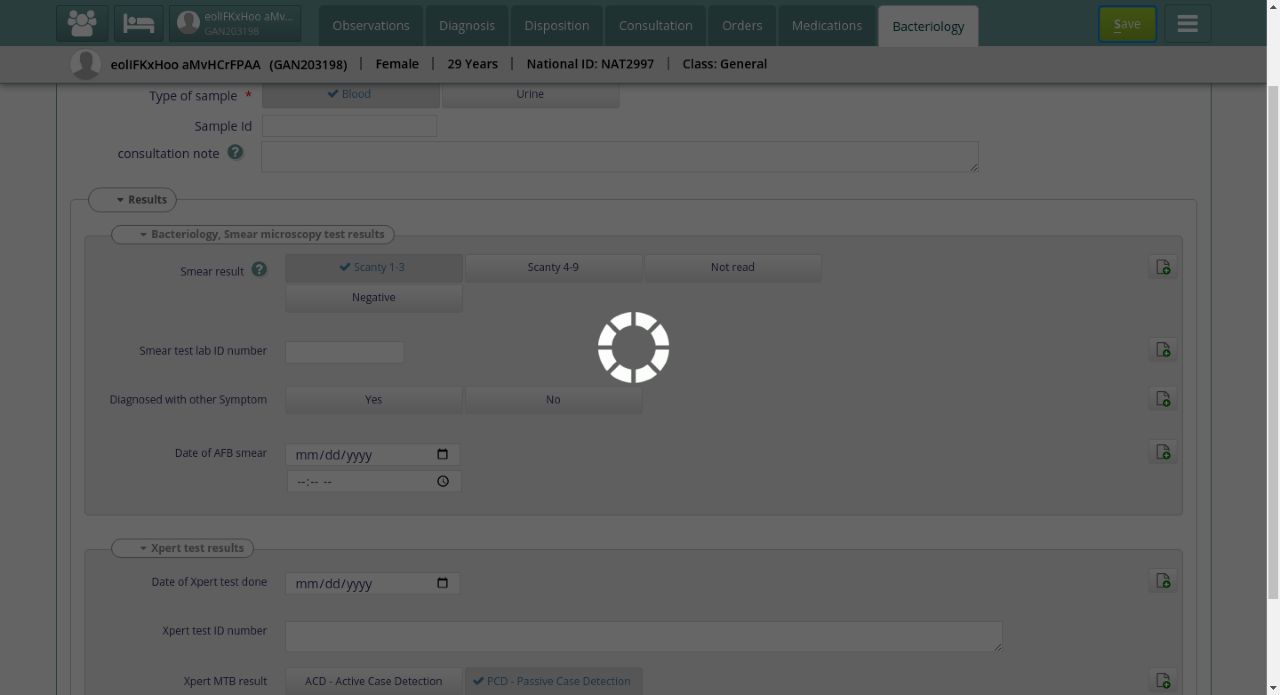 eoliFKxHoo aMv...
GAN203198
Observations
Diagnosis
Disposition
Consultation
Orders
Medications
Bacteriology
Save
eoliFKxHoo aMvHCrFPAA (GAN203198) | Female | 29 Years | National ID: NAT2997 | Class: General
Type of sample * Blood Urine
Sample Id
consultation note ?
Results
Bacteriology, Smear microscopy test results
Smear result ? Scanty 1-3 Scanty 4-9 Not read
Negative
Smear test lab ID number
Diagnosed with other Symptom Yes No
Date of AFB smear mm/dd/yyyy
--:-- --
Xpert test results
Date of Xpert test done mm/dd/yyyy
Xpert test ID number
Xpert MTB result ACD - Active Case Detection PCD - Passive Case Detection